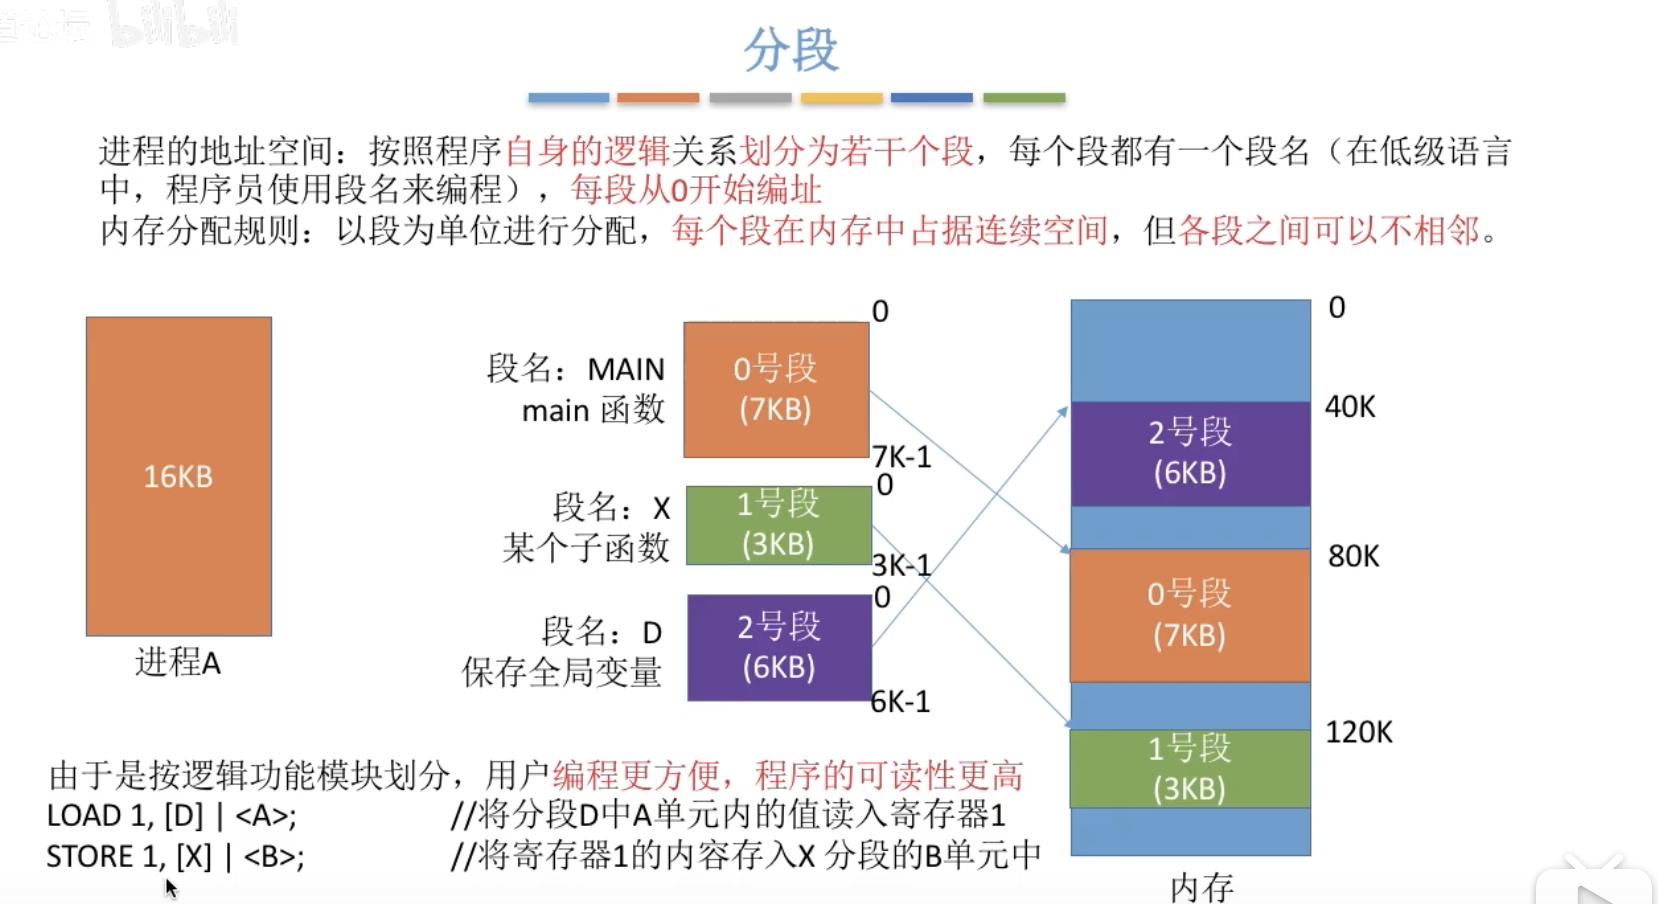 bilibili
分段
进程的地址空间：按照程序自身的逻辑关系划分为若干个段，每个段都有一个段名（在低级语言
中，程序员使用段名来编程），每段从0开始编址
内存分配规则：以段为单位进行分配，每个段在内存中占据连续空间，但各段之间可以不相邻。
16KB
进程A
段名：MAIN
main 函数
0号段
(7KB)
0
7K-1
段名：X
某个子函数
1号段
(3KB)
0
3K-1
段名：D
保存全局变量
2号段
(6KB)
0
6K-1
0
40K
2号段
(6KB)
80K
0号段
(7KB)
120K
1号段
(3KB)
内存
由于是按逻辑功能模块划分，用户编程更方便，程序的可读性更高
LOAD 1, [D] | <A>; //将分段D中A单元内的值读入寄存器1
STORE 1, [X] | <B>; //将寄存器1的内容存入X 分段的B单元中